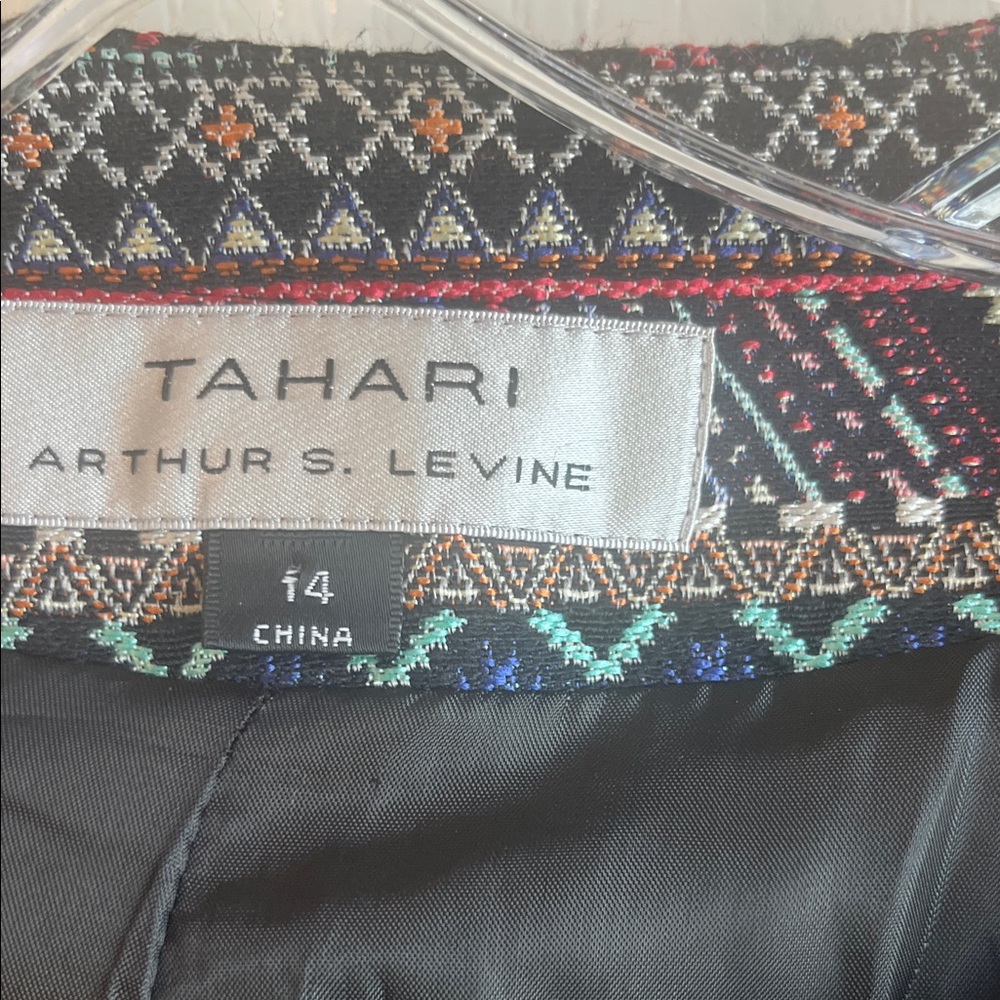 TAHARI
ARTHUR S. LEVINE
14
CHINA